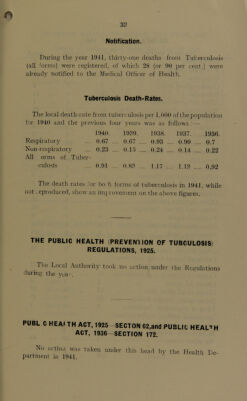 32
Notification.
During the year 1941, thirty-one deaths from Tuberculosis
(all forms) were registered, of which 28 (or 90 per cent.) were
already notified to the Medical Officer of Health.
Tuberculosis Death-Rates.
The local death-rate from tuberculosis per 1,000 of the population
for 1940 and the previous four years was as follows :—
1940. 1939. 1938. 1937. 1936.
Respiratory ... 0.67 ... 0.67 ... 0.93 ... 0.99 ... 0.7
Non-respiratory ... 0.23 ... 0.15 ... 0.24 ... 0.14 ... 0.22
All orms of Tuber-
culosis ... 0.91 ... 0.83 ... 1.17 ... 1.13 ... 0.92
The death rates for bo h forms of tuberculosis in 1941, while
not reproduced, show an improvement on the above figures.
THE PUBLIC HEALTH (PREVENTION OF TUBCULOSIS)
REGULATIONS, 1925.
The Local Authority took no action under the Regulations
during the year.
PUBL C HEALTH ACT, 1925—SECTON 62, and PUBLIC HEALTH
ACT, 1936—SECTION 172.
No action was taken under this head by the Health De-
partment in 1941.